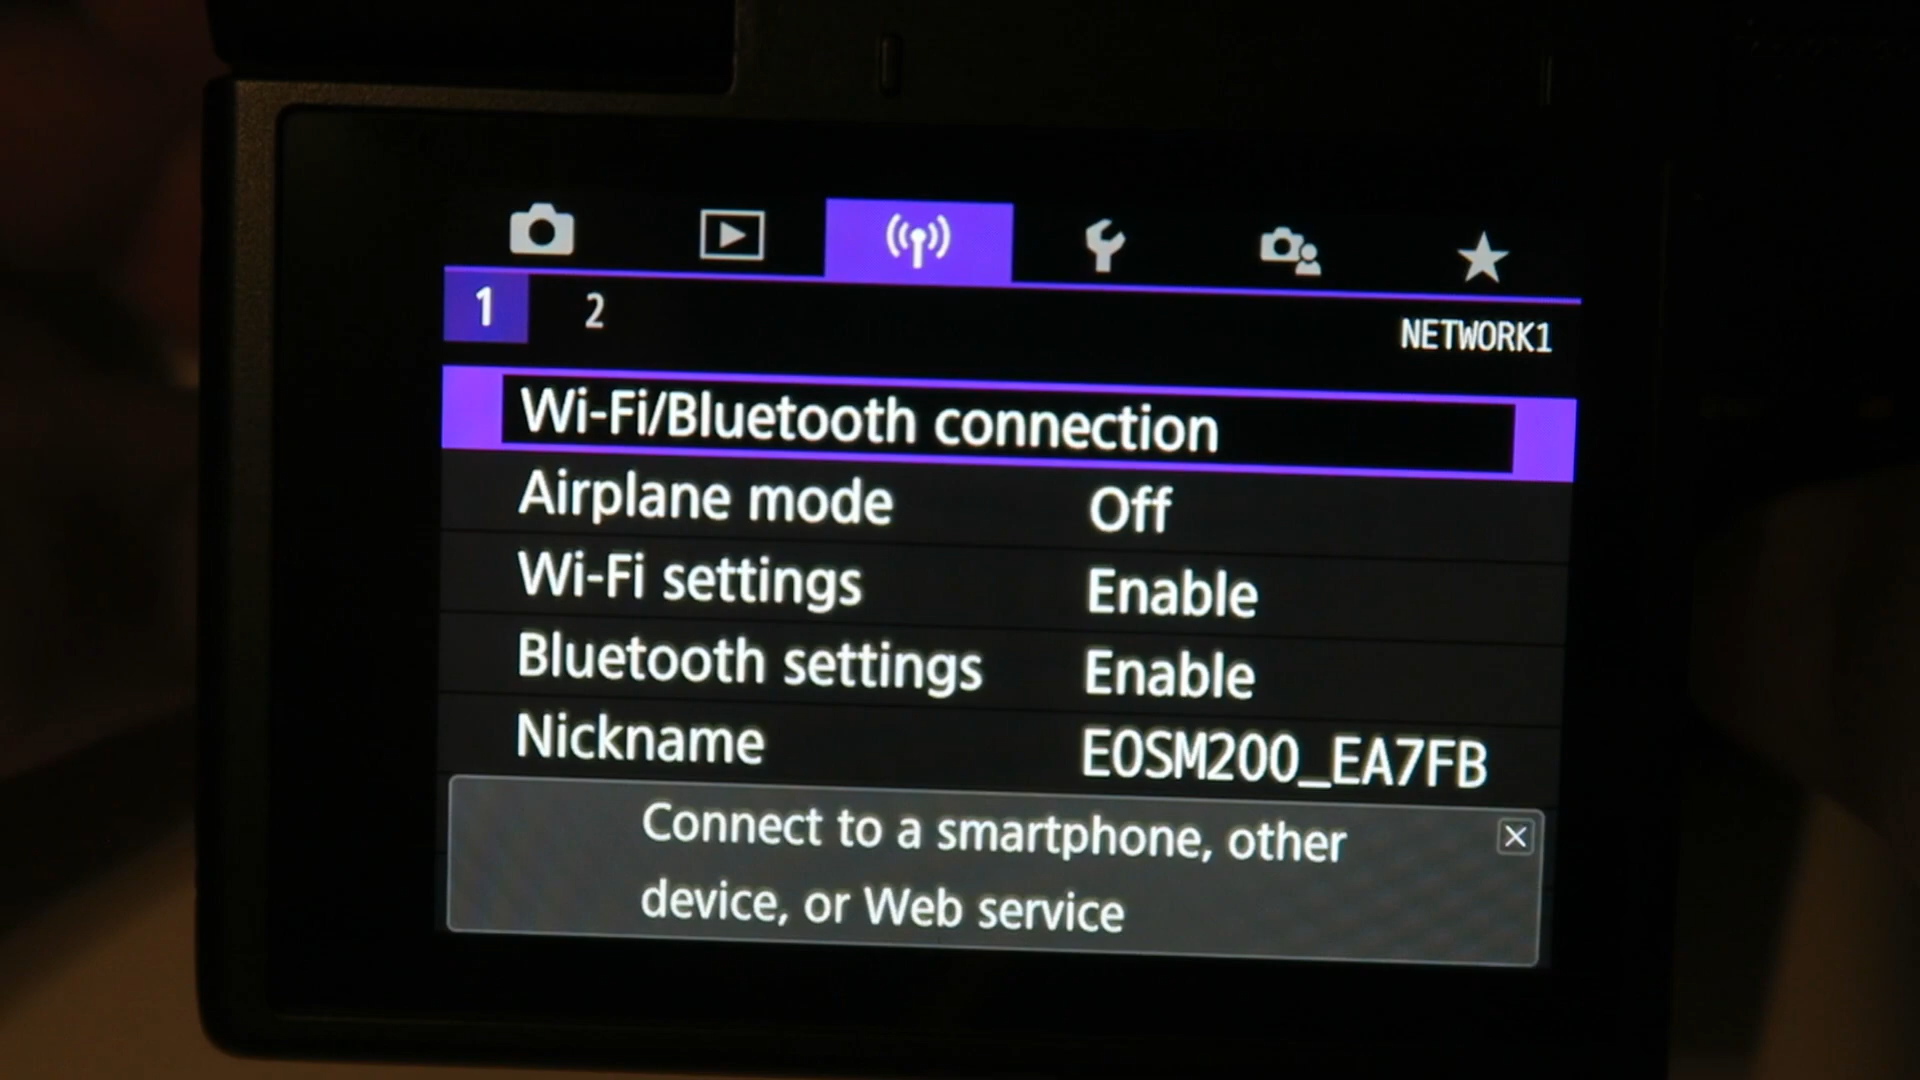 1 2
NETWORK1
Wi-Fi/Bluetooth connection
Airplane mode Off
Wi-Fi settings Enable
Bluetooth settings Enable
Nickname EOSM200_EA7FB
Connect to a smartphone, other
device, or Web service